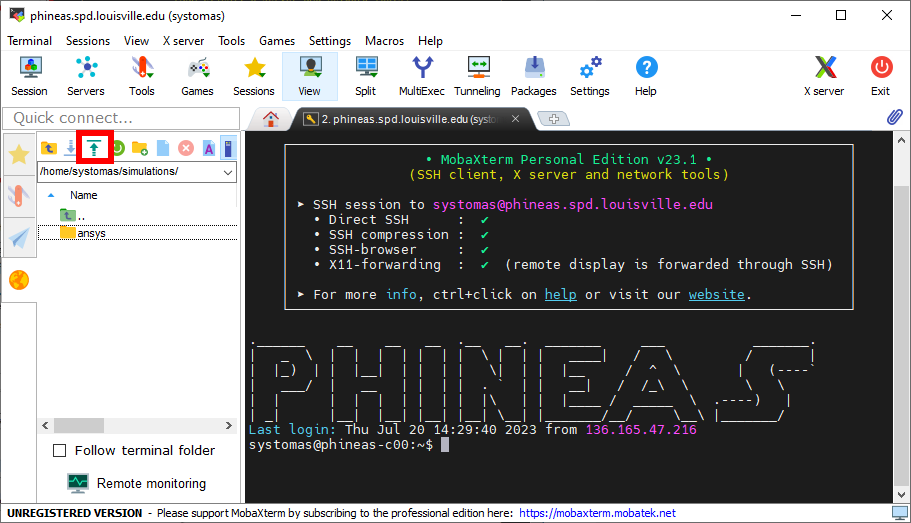 phineas.spd.louisville.edu (systomas)
Terminal Sessions View X server Tools Games Settings Macros Help
Session Servers Tools Games Sessions View Split MultiExec Tunneling Packages Settings Help X server Exit
Quick connect...
2. phineas.spd.louisville.edu (systo
/home/systomas/simulations/
Name
..
ansys
Follow terminal folder
Remote monitoring
• MobaXterm Personal Edition v23.1 •
(SSH client, X server and network tools)
➤ SSH session to systomas@phineas.spd.louisville.edu
• Direct SSH : ✔
• SSH compression : ✔
• SSH-browser : ✔
• X11-forwarding : ✔ (remote display is forwarded through SSH)
➤ For more info, ctrl+click on help or visit our website.
PHINEAS
Last login: Thu Jul 20 14:29:40 2023 from 136.165.47.216
systomas@phineas-c00:~$
UNREGISTERED VERSION - Please support MobaXterm by subscribing to the professional edition here: https://mobaxterm.mobatek.net